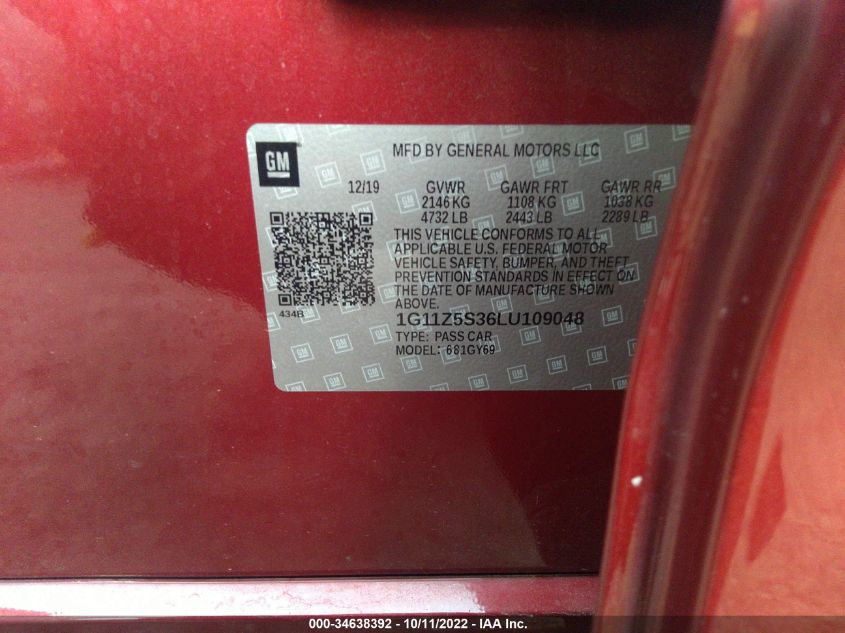 GM
MFD BY GENERAL MOTORS LLC
12/19 GVWR GAWR FRT GAWR RR
2146 KG 1108 KG 1038 KG
4732 LB 2443 LB 2289 LB
THIS VEHICLE CONFORMS TO ALL
APPLICABLE U.S. FEDERAL MOTOR
VEHICLE SAFETY, BUMPER, AND THEFT
PREVENTION STANDARDS IN EFFECT ON
THE DATE OF MANUFACTURE SHOWN
ABOVE.
434B
1G11Z5S36LU109048
TYPE: PASS CAR
MODEL: 681GY69
000-34638392 - 10/11/2022 - IAA Inc.